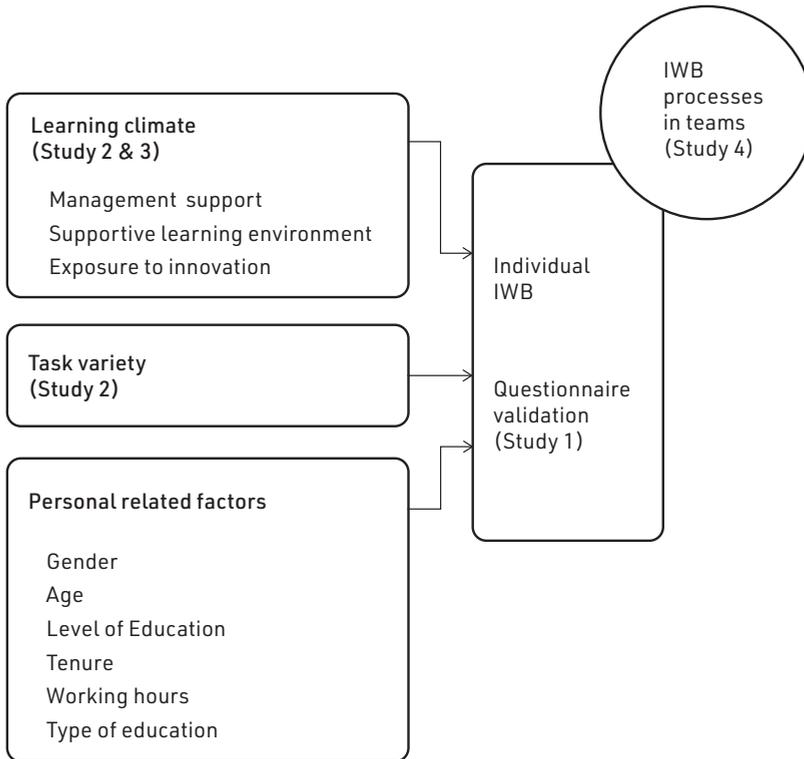 Learning climate
(Study 2 & 3)
Management support
Supportive learning environment
Exposure to innovation
Task variety
(Study 2)
Personal related factors
Gender
Age
Level of Education
Tenure
Working hours
Type of education
Individual
IWB
Questionnaire
validation
(Study 1)
IWB
processes
in teams
(Study 4)